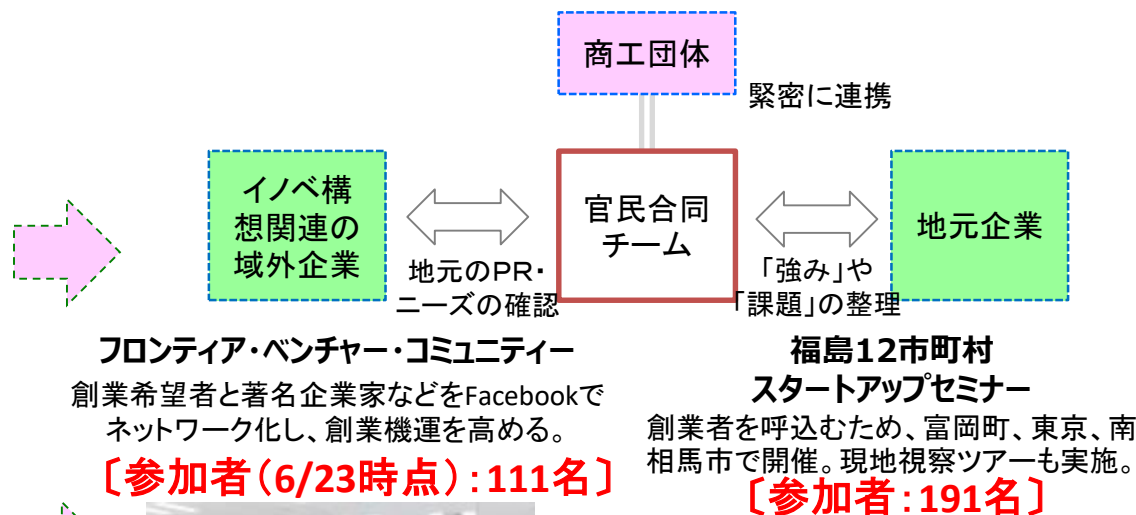 商工団体
緊密に連携
イノベ構
想関連の
域外企業
官民合同
チーム
地元企業
地元のPR・
ニーズの確認
「強み」や
「課題」の整理
フロンティア・ベンチャー・コミュニティー
創業希望者と著名企業家などをFacebookで
ネットワーク化し、創業機運を高める。
〔参加者（6/23時点）：111名〕
福島12市町村
スタートアップセミナー
創業者を呼込むため、富岡町、東京、南
相馬市で開催。現地視察ツアーも実施。
〔参加者：191名〕